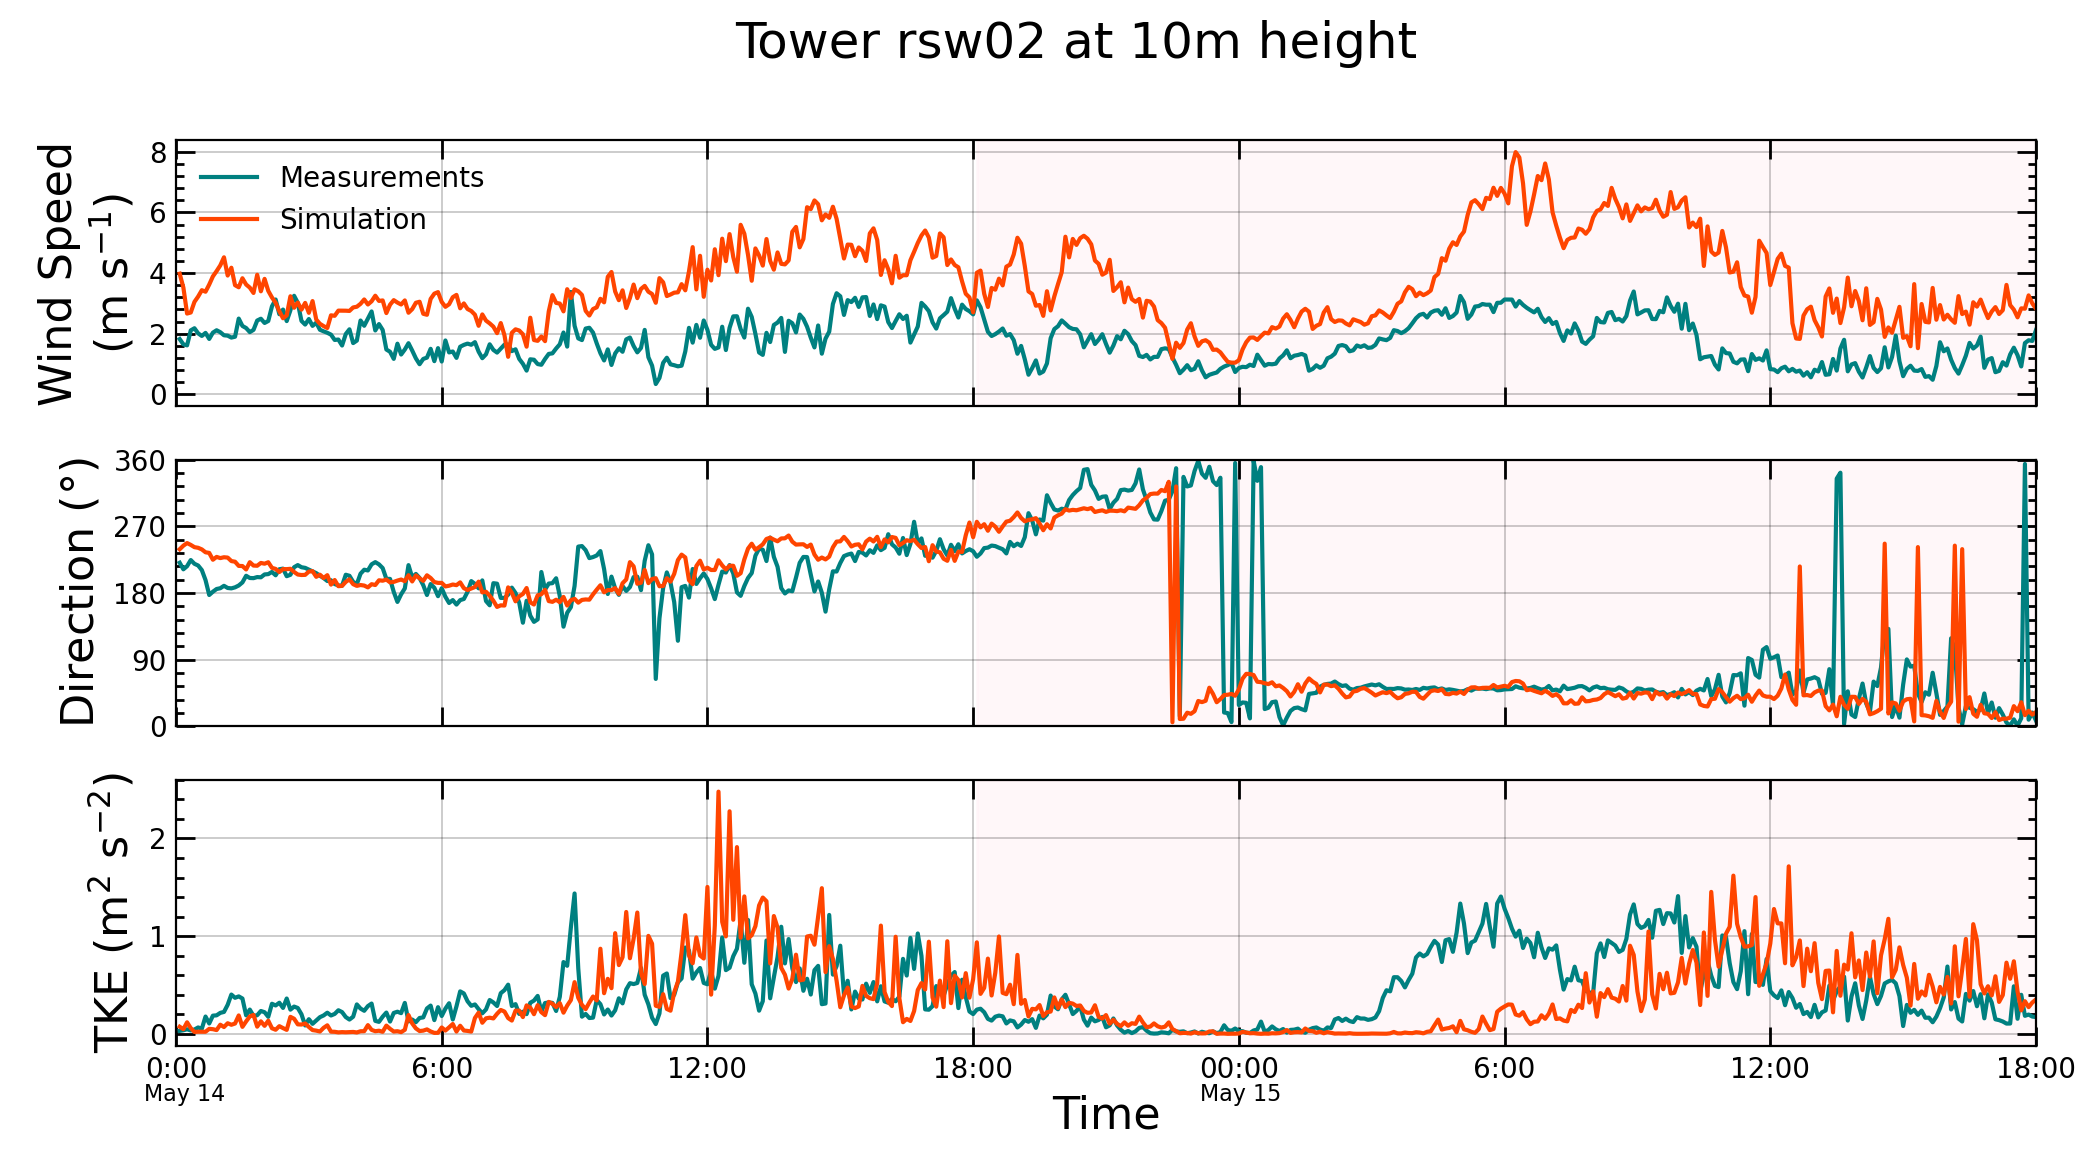 Tower rsw02 at 10m height
Wind Speed
(m s⁻¹)
8
6
4
2
0
Measurements
Simulation
Direction (°)
360
270
180
90
0
TKE (m² s⁻²)
2
1
0
0:00 6:00 12:00 18:00 00:00 6:00 12:00 18:00
May 14 May 15
Time